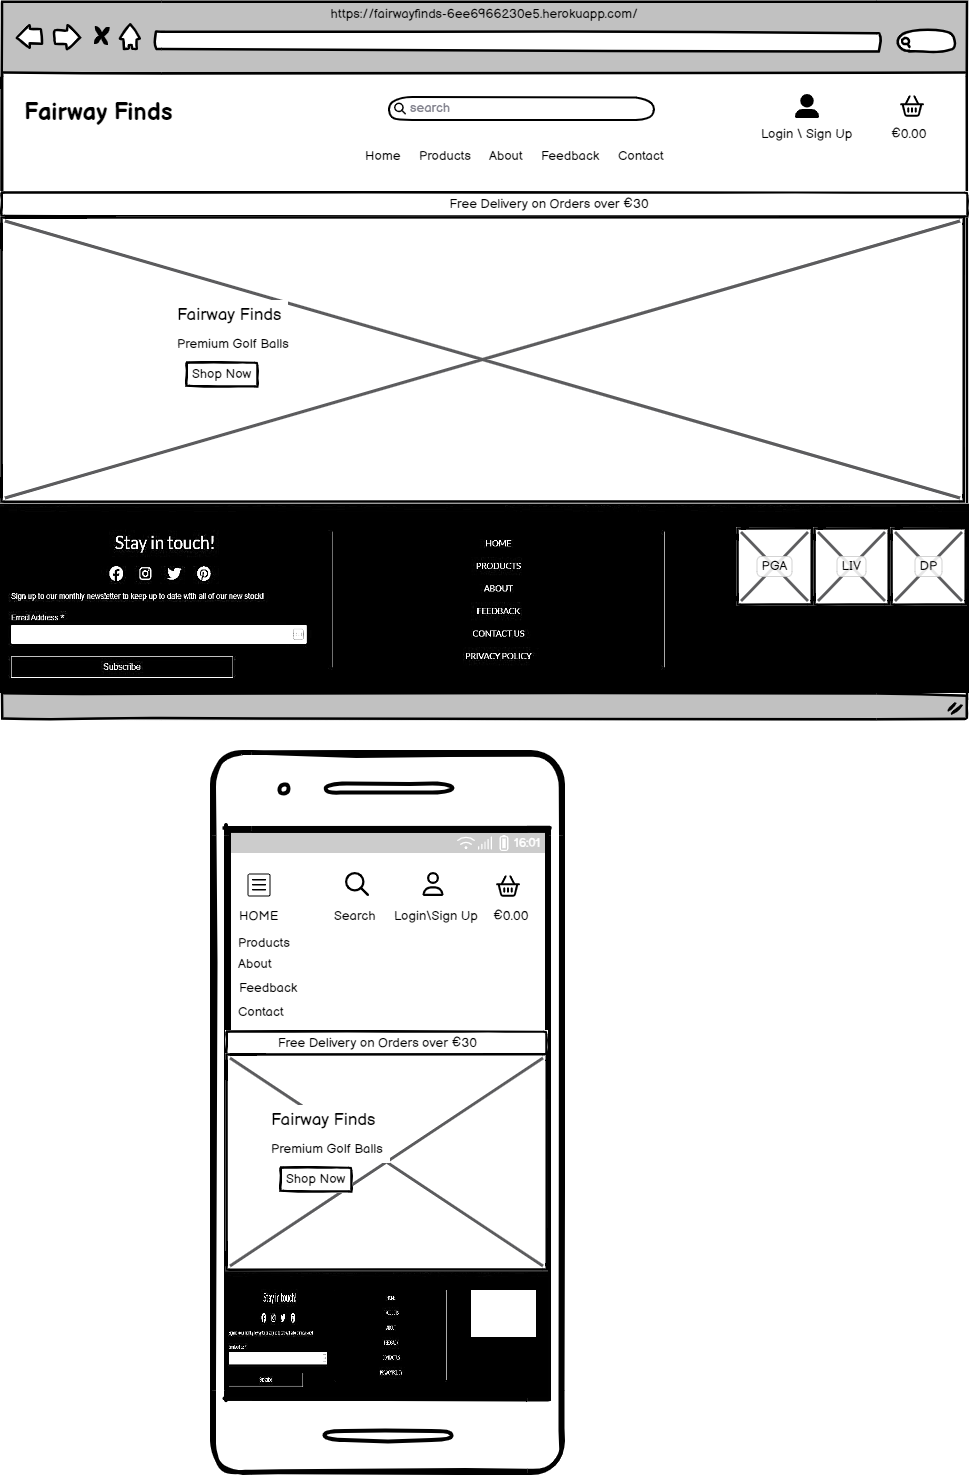 https://fairwayfinds-6ee6966230e5.herokuapp.com/
Fairway Finds
search
Login \ Sign Up
€0.00
Home Products About Feedback Contact
Free Delivery on Orders over €30
Fairway Finds
Premium Golf Balls
Shop Now
Stay in touch!
Sign up to our monthly newsletter to keep up to date with all of our new stock!
Email Address *
Subscribe
HOME
PRODUCTS
ABOUT
FEEDBACK
CONTACT US
PRIVACY POLICY
PGA LIV DP
16:01
HOME Search Login\Sign Up €0.00
Products
About
Feedback
Contact
Free Delivery on Orders over €30
Fairway Finds
Premium Golf Balls
Shop Now
Stay in touch!
ABOUT